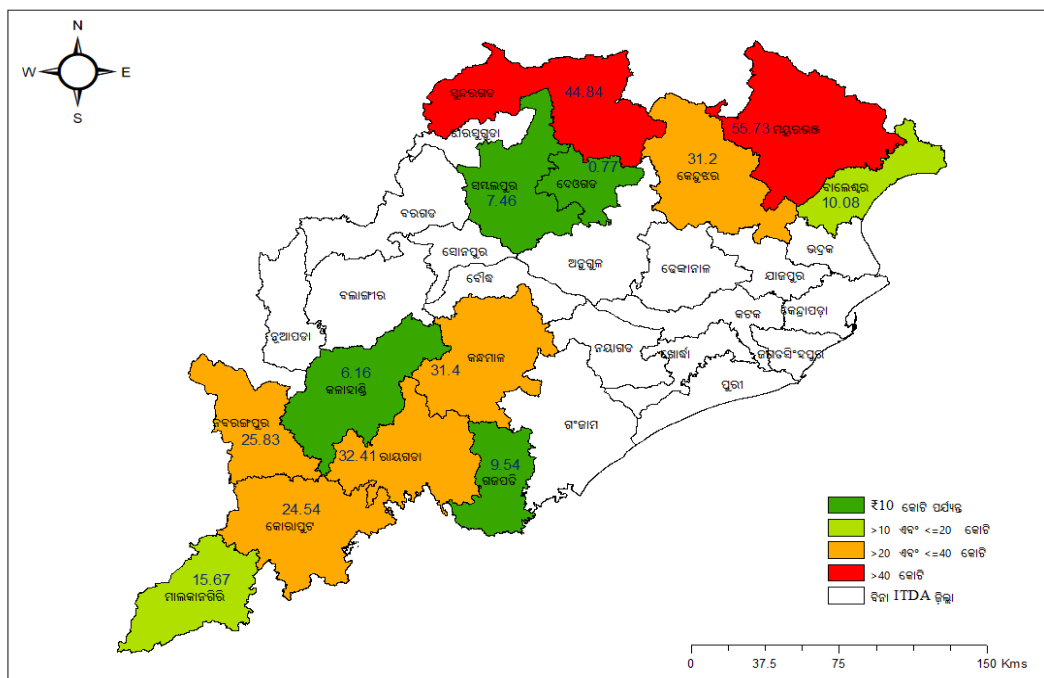 N
W E
S
ସୁନ୍ଦରଗଡ
44.84
ଝାରସୁଗୁଡା
55.73 ମୟୂରଭଞ୍ଜ
31.2
କେନ୍ଦୁଝର
0.77
ଦେଓଗଡ
ସମ୍ବଲପୁର
7.46
ବାଲେଶ୍ୱର
10.08
ବରଗଡ
ସୋନପୁର
ବୌଦ୍ଧ
ଅନୁଗୁଳ
ଢେଙ୍କାନାଳ
ଭଦ୍ରକ
ଯାଜପୁର
ବଲାଙ୍ଗୀର
କଟକ
କେନ୍ଦ୍ରାପଡ଼ା
ନୂଆପଡା
ନୟାଗଡ
ଖୋର୍ଦ୍ଧା
ଜଗତସିଂହପୁର
କନ୍ଧମାଳ
31.4
ପୁରୀ
6.16
କଳାହାଣ୍ଡି
ଗଂଜାମ
ନବରଙ୍ଗପୁର
25.83
32.41 ରାୟଗଡା
9.54
ଗଜପତି
24.54
କୋରାପୁଟ
15.67
ମାଲକାନଗିରି
₹10 କୋଟି ପର୍ଯ୍ୟନ୍ତ
>10 ଏବଂ <=20 କୋଟି
>20 ଏବଂ <=40 କୋଟି
>40 କୋଟି
ବିନା ITDA ଜ଼ିଲ୍ଲା
0 37.5 75 150 Kms